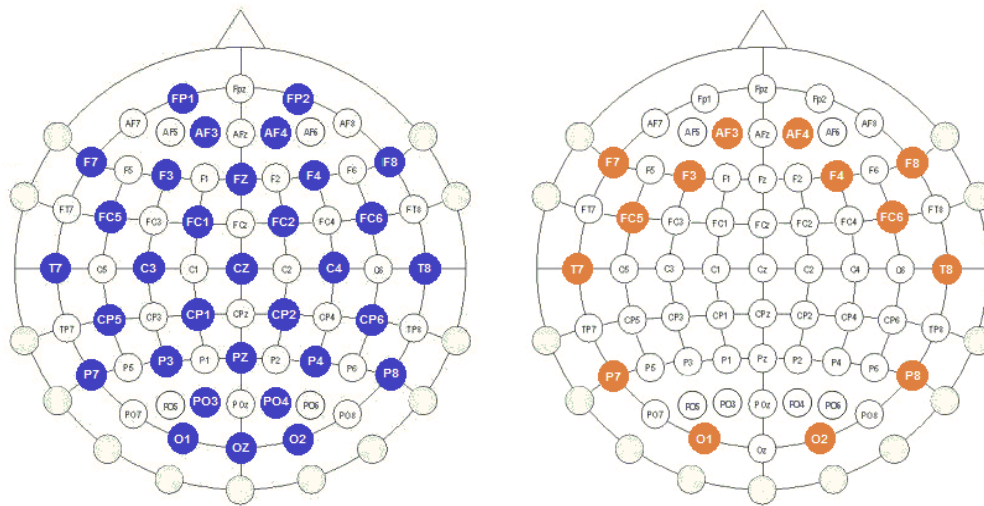 FP1 Fpz FP2
AF7 AF5 AF3 AFz AF4 AF6 AF8
F7 F5 F3 F1 FZ F2 F4 F6 F8
FT7 FC5 FC3 FC1 FCz FC2 FC4 FC6 FT8
T7 C5 C3 C1 CZ C2 C4 C6 T8
TP7 CP5 CP3 CP1 CPz CP2 CP4 CP6 TP8
P7 P5 P3 P1 PZ P2 P4 P6 P8
PO7 PO5 PO3 POz PO4 PO6 PO8
O1 OZ O2
Fp1 Fpz Fp2
AF7 AF5 AF3 AFz AF4 AF6 AF8
F7 F5 F3 F1 Fz F2 F4 F6 F8
FT7 FC5 FC3 FC1 FCz FC2 FC4 FC6 FT8
T7 C5 C3 C1 Cz C2 C4 C6 T8
TP7 CP5 CP3 CP1 CPz CP2 CP4 CP6 TP8
P7 P5 P3 P1 Pz P2 P4 P6 P8
PO7 PO5 PO3 POz PO4 PO6 PO8
O1 Oz O2